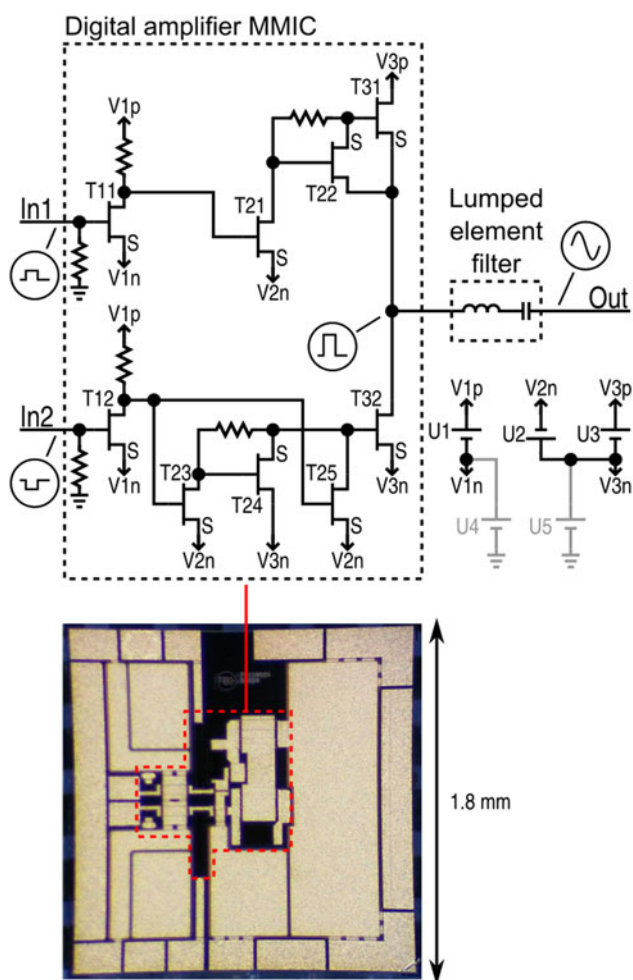 Digital amplifier MMIC
V3p
T31
V1p
S
S
T11
T21
T22
In1
S
S
V1n
V2n
Lumped
element
filter
Out
V1p
T12
T32
In2
S
S
S
V1n
T23
T24
T25
V3n
S
S
V2n
V3n
V2n
V1p
V2n
V3p
U1
U2
U3
V1n
V3n
U4
U5
1.8 mm